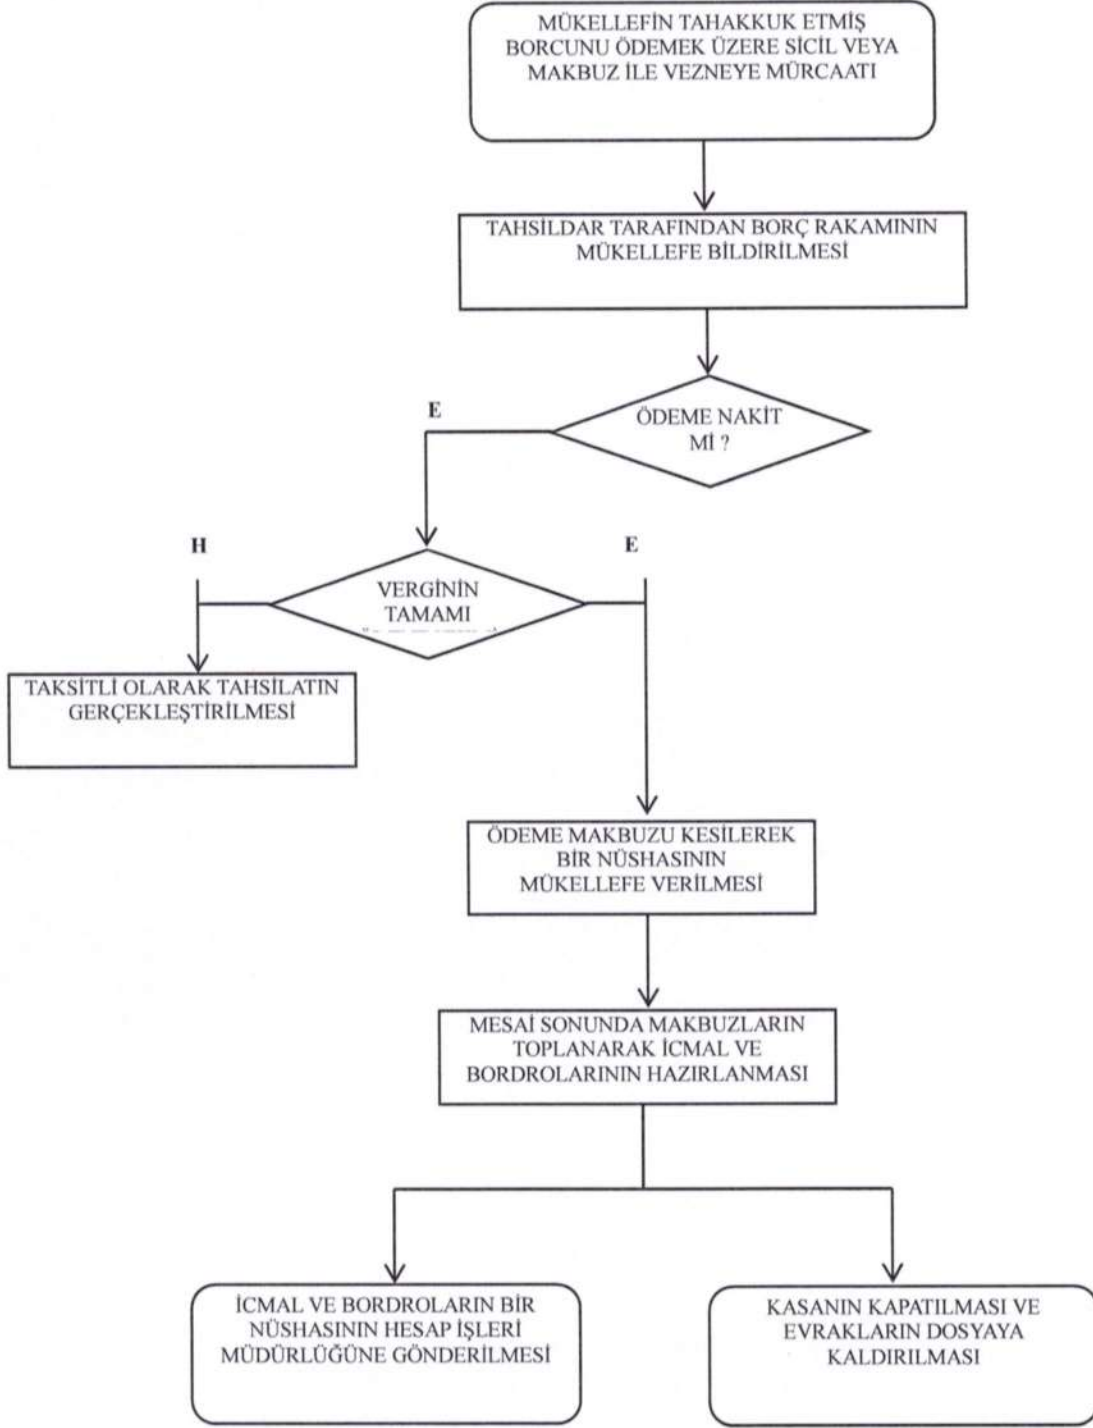 MÜKELLEFİN TAHAKKUK ETMİŞ
BORCUNU ÖDEMEK ÜZERE SİCİL VEYA
MAKBUZ İLE VEZNEYE MÜRCAATI
TAHSİLDAR TARAFINDAN BORÇ RAKAMININ
MÜKELLEFE BİLDİRİLMESİ
ÖDEME NAKİT
Mİ ?
E
H
E
VERGİNİN
TAMAMI
TAKSİTLİ OLARAK TAHSİLATIN
GERÇEKLEŞTİRİLMESİ
ÖDEME MAKBUZU KESİLEREK
BİR NÜSHASININ
MÜKELLEFE VERİLMESİ
MESAİ SONUNDA MAKBUZLARIN
TOPLANARAK İCMAL VE
BORDROLARININ HAZIRLANMASI
İCMAL VE BORDROLARIN BİR
NÜSHASININ HESAP İŞLERİ
MÜDÜRLÜĞÜNE GÖNDERİLMESİ
KASANIN KAPATILMASI VE
EVRAKLARIN DOSYAYA
KALDIRILMASI